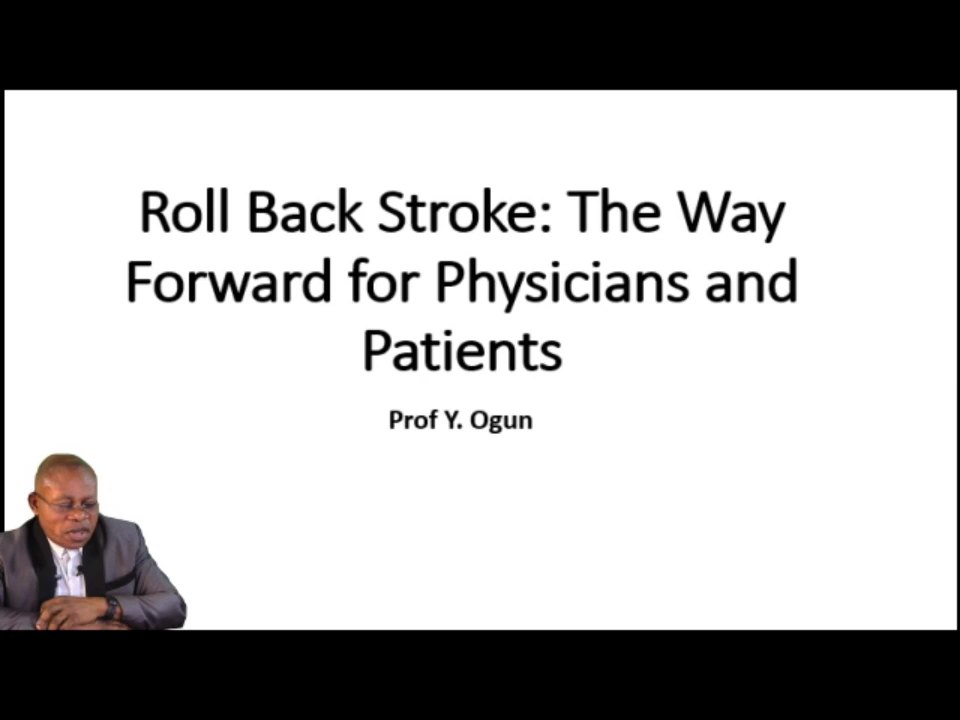 Roll Back Stroke: The Way
Forward for Physicians and
Patients
Prof Y. Ogun